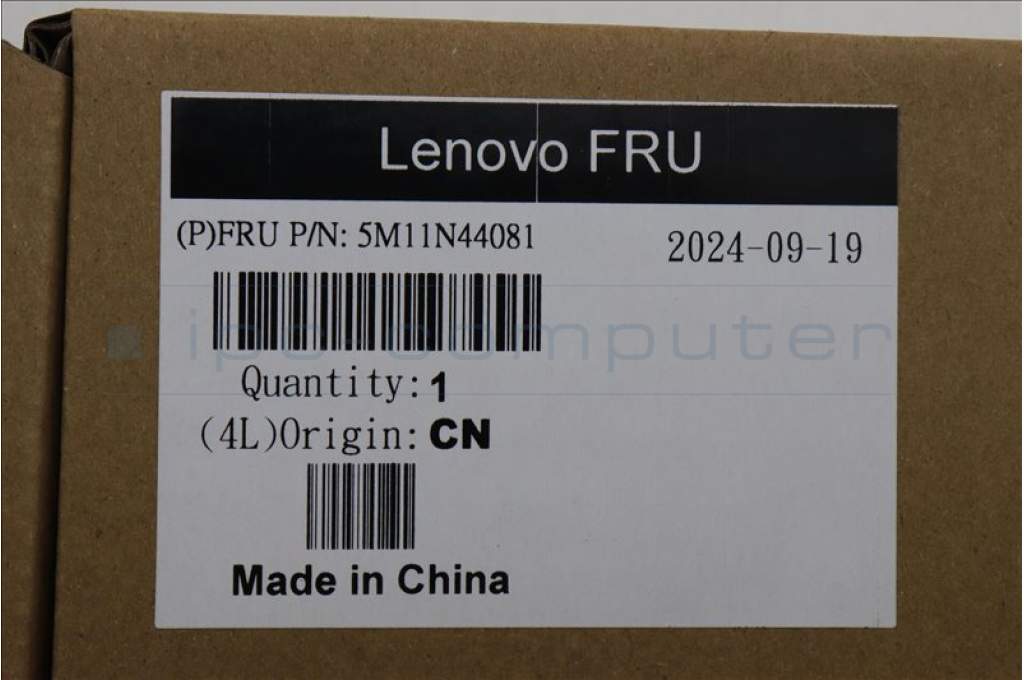 Lenovo FRU
(P)FRU P/N: 5M11N44081
2024-09-19
ipc-computer
Quantity: 1
(4L)Origin: CN
Made in China